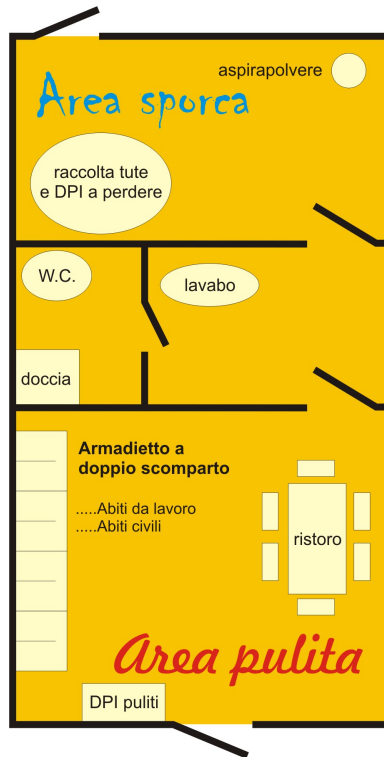 aspirapolvere
Area sporca
raccolta tute
e DPI a perdere
W.C.
lavabo
doccia
Armadietto a
doppio scomparto
.....Abiti da lavoro
.....Abiti civili
ristoro
Area pulita
DPI puliti